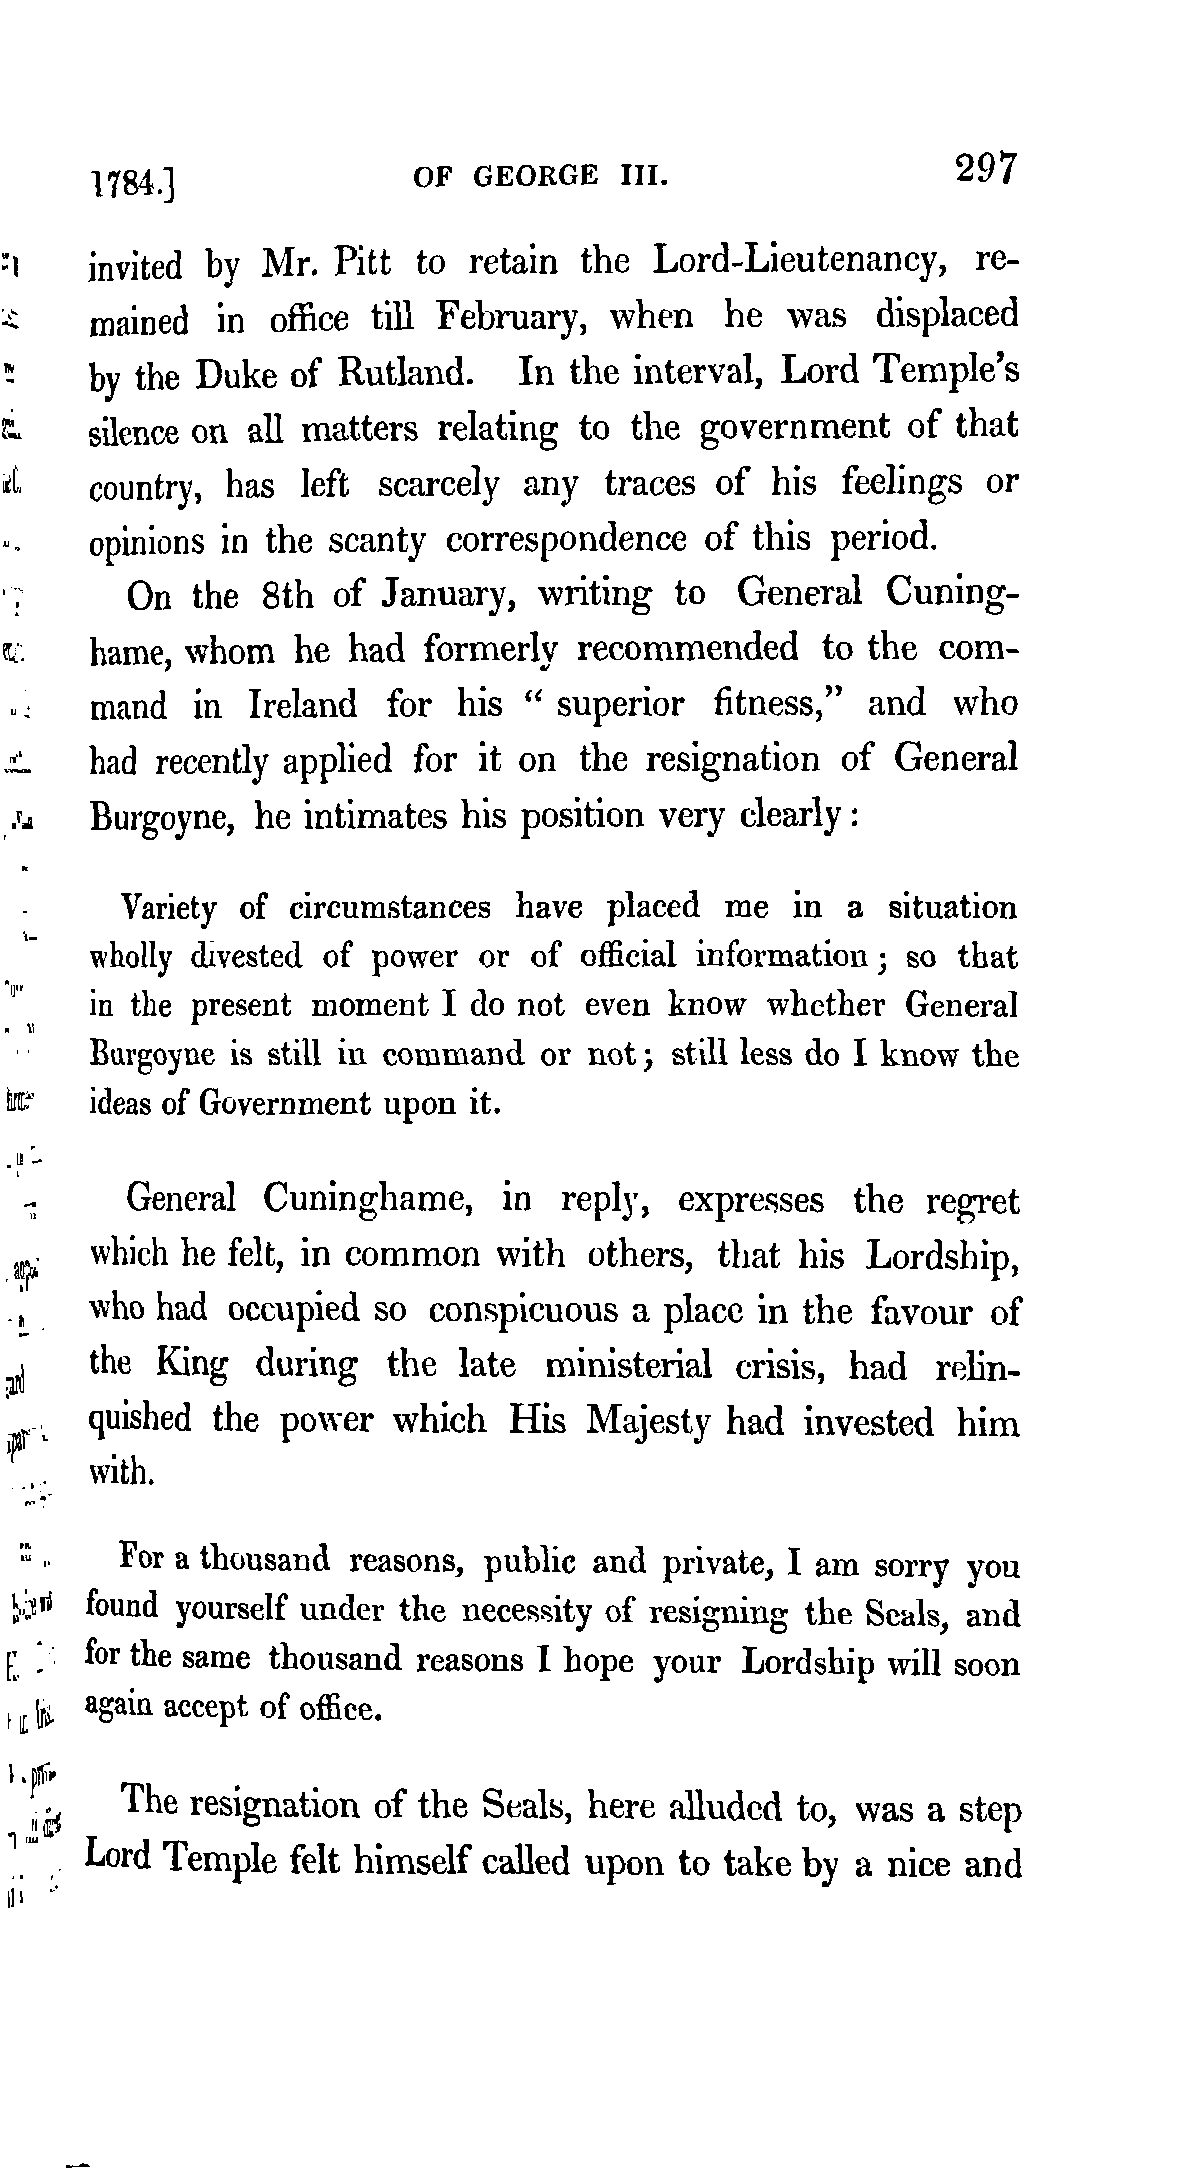 1784.] OF GEORGE III. 297
invited by Mr. Pitt to retain the Lord-Lieutenancy, re-
mained in office till February, when he was displaced
by the Duke of Rutland. In the interval, Lord Temple's
silence on all matters relating to the government of that
country, has left scarcely any traces of his feelings or
opinions in the scanty correspondence of this period.
On the 8th of January, writing to General Cuning-
hame, whom he had formerly recommended to the com-
mand in Ireland for his “ superior fitness,” and who
had recently applied for it on the resignation of General
Burgoyne, he intimates his position very clearly :
Variety of circumstances have placed me in a situation
wholly divested of power or of official information ; so that
in the present moment I do not even know whether General
Burgoyne is still in command or not ; still less do I know the
ideas of Government upon it.
General Cuninghame, in reply, expresses the regret
which he felt, in common with others, that his Lordship,
who had occupied so conspicuous a place in the favour of
the King during the late ministerial crisis, had relin-
quished the power which His Majesty had invested him
with.
For a thousand reasons, public and private, I am sorry you
found yourself under the necessity of resigning the Seals, and
for the same thousand reasons I hope your Lordship will soon
again accept of office.
The resignation of the Seals, here alluded to, was a step
Lord Temple felt himself called upon to take by a nice and